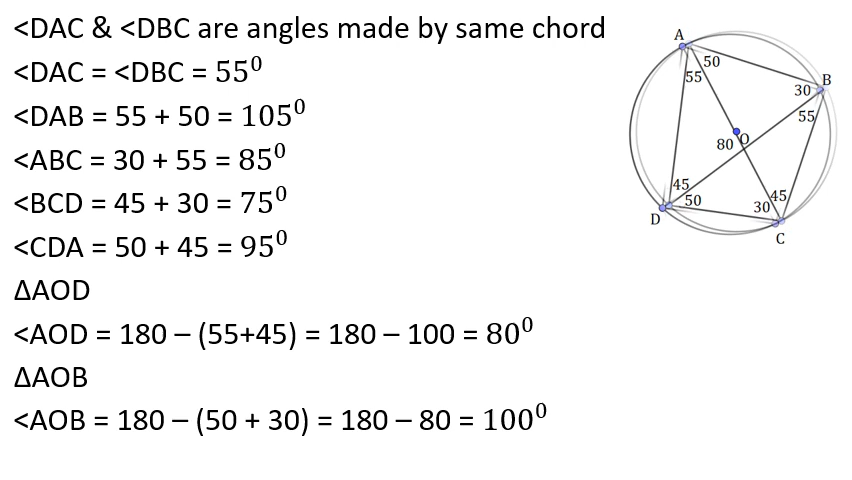 <DAC & <DBC are angles made by same chord
<DAC = <DBC = 55⁰
<DAB = 55 + 50 = 105⁰
<ABC = 30 + 55 = 85⁰
<BCD = 45 + 30 = 75⁰
<CDA = 50 + 45 = 95⁰
ΔAOD
<AOD = 180 – (55+45) = 180 – 100 = 80⁰
ΔAOB
<AOB = 180 – (50 + 30) = 180 – 80 = 100⁰
A
50
55
B
30
55
O
80
45
50
D
45
30
C